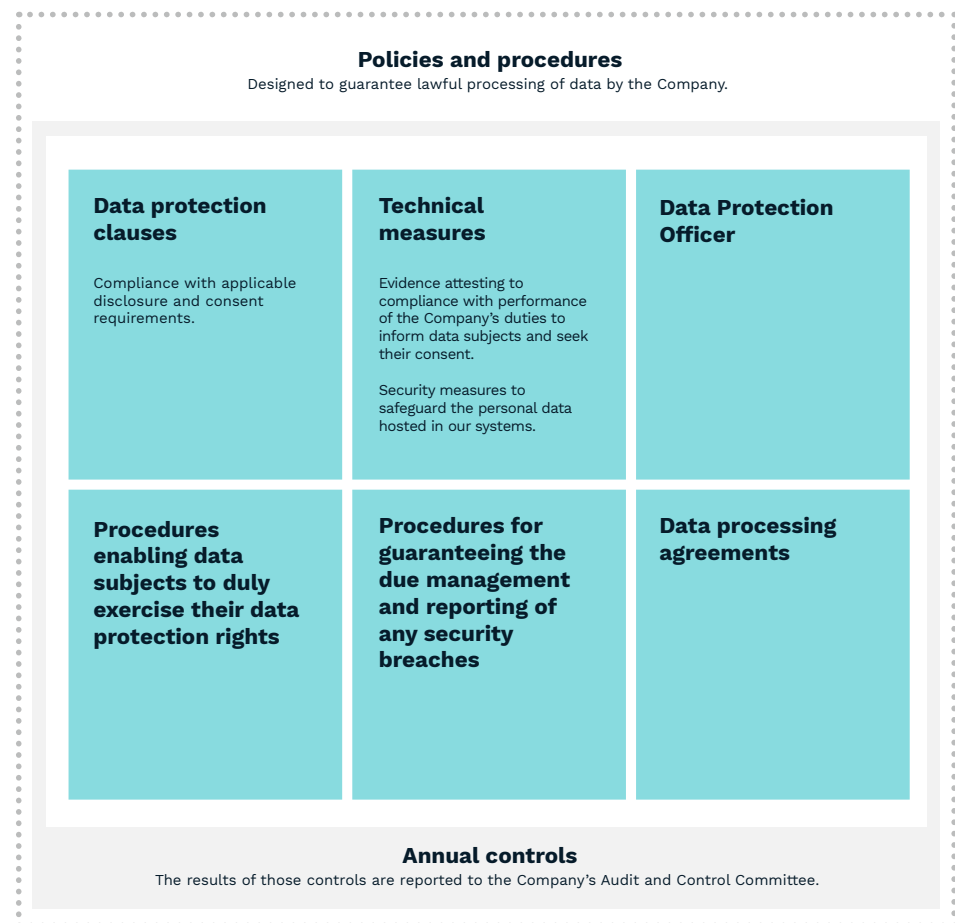 Policies and procedures
Designed to guarantee lawful processing of data by the Company.
Data protection
clauses
Compliance with applicable
disclosure and consent
requirements.
Technical
measures
Evidence attesting to
compliance with performance
of the Company’s duties to
inform data subjects and seek
their consent.
Security measures to
safeguard the personal data
hosted in our systems.
Data Protection
Officer
Procedures
enabling data
subjects to duly
exercise their data
protection rights
Procedures for
guaranteeing the
due management
and reporting of
any security
breaches
Data processing
agreements
Annual controls
The results of those controls are reported to the Company’s Audit and Control Committee.